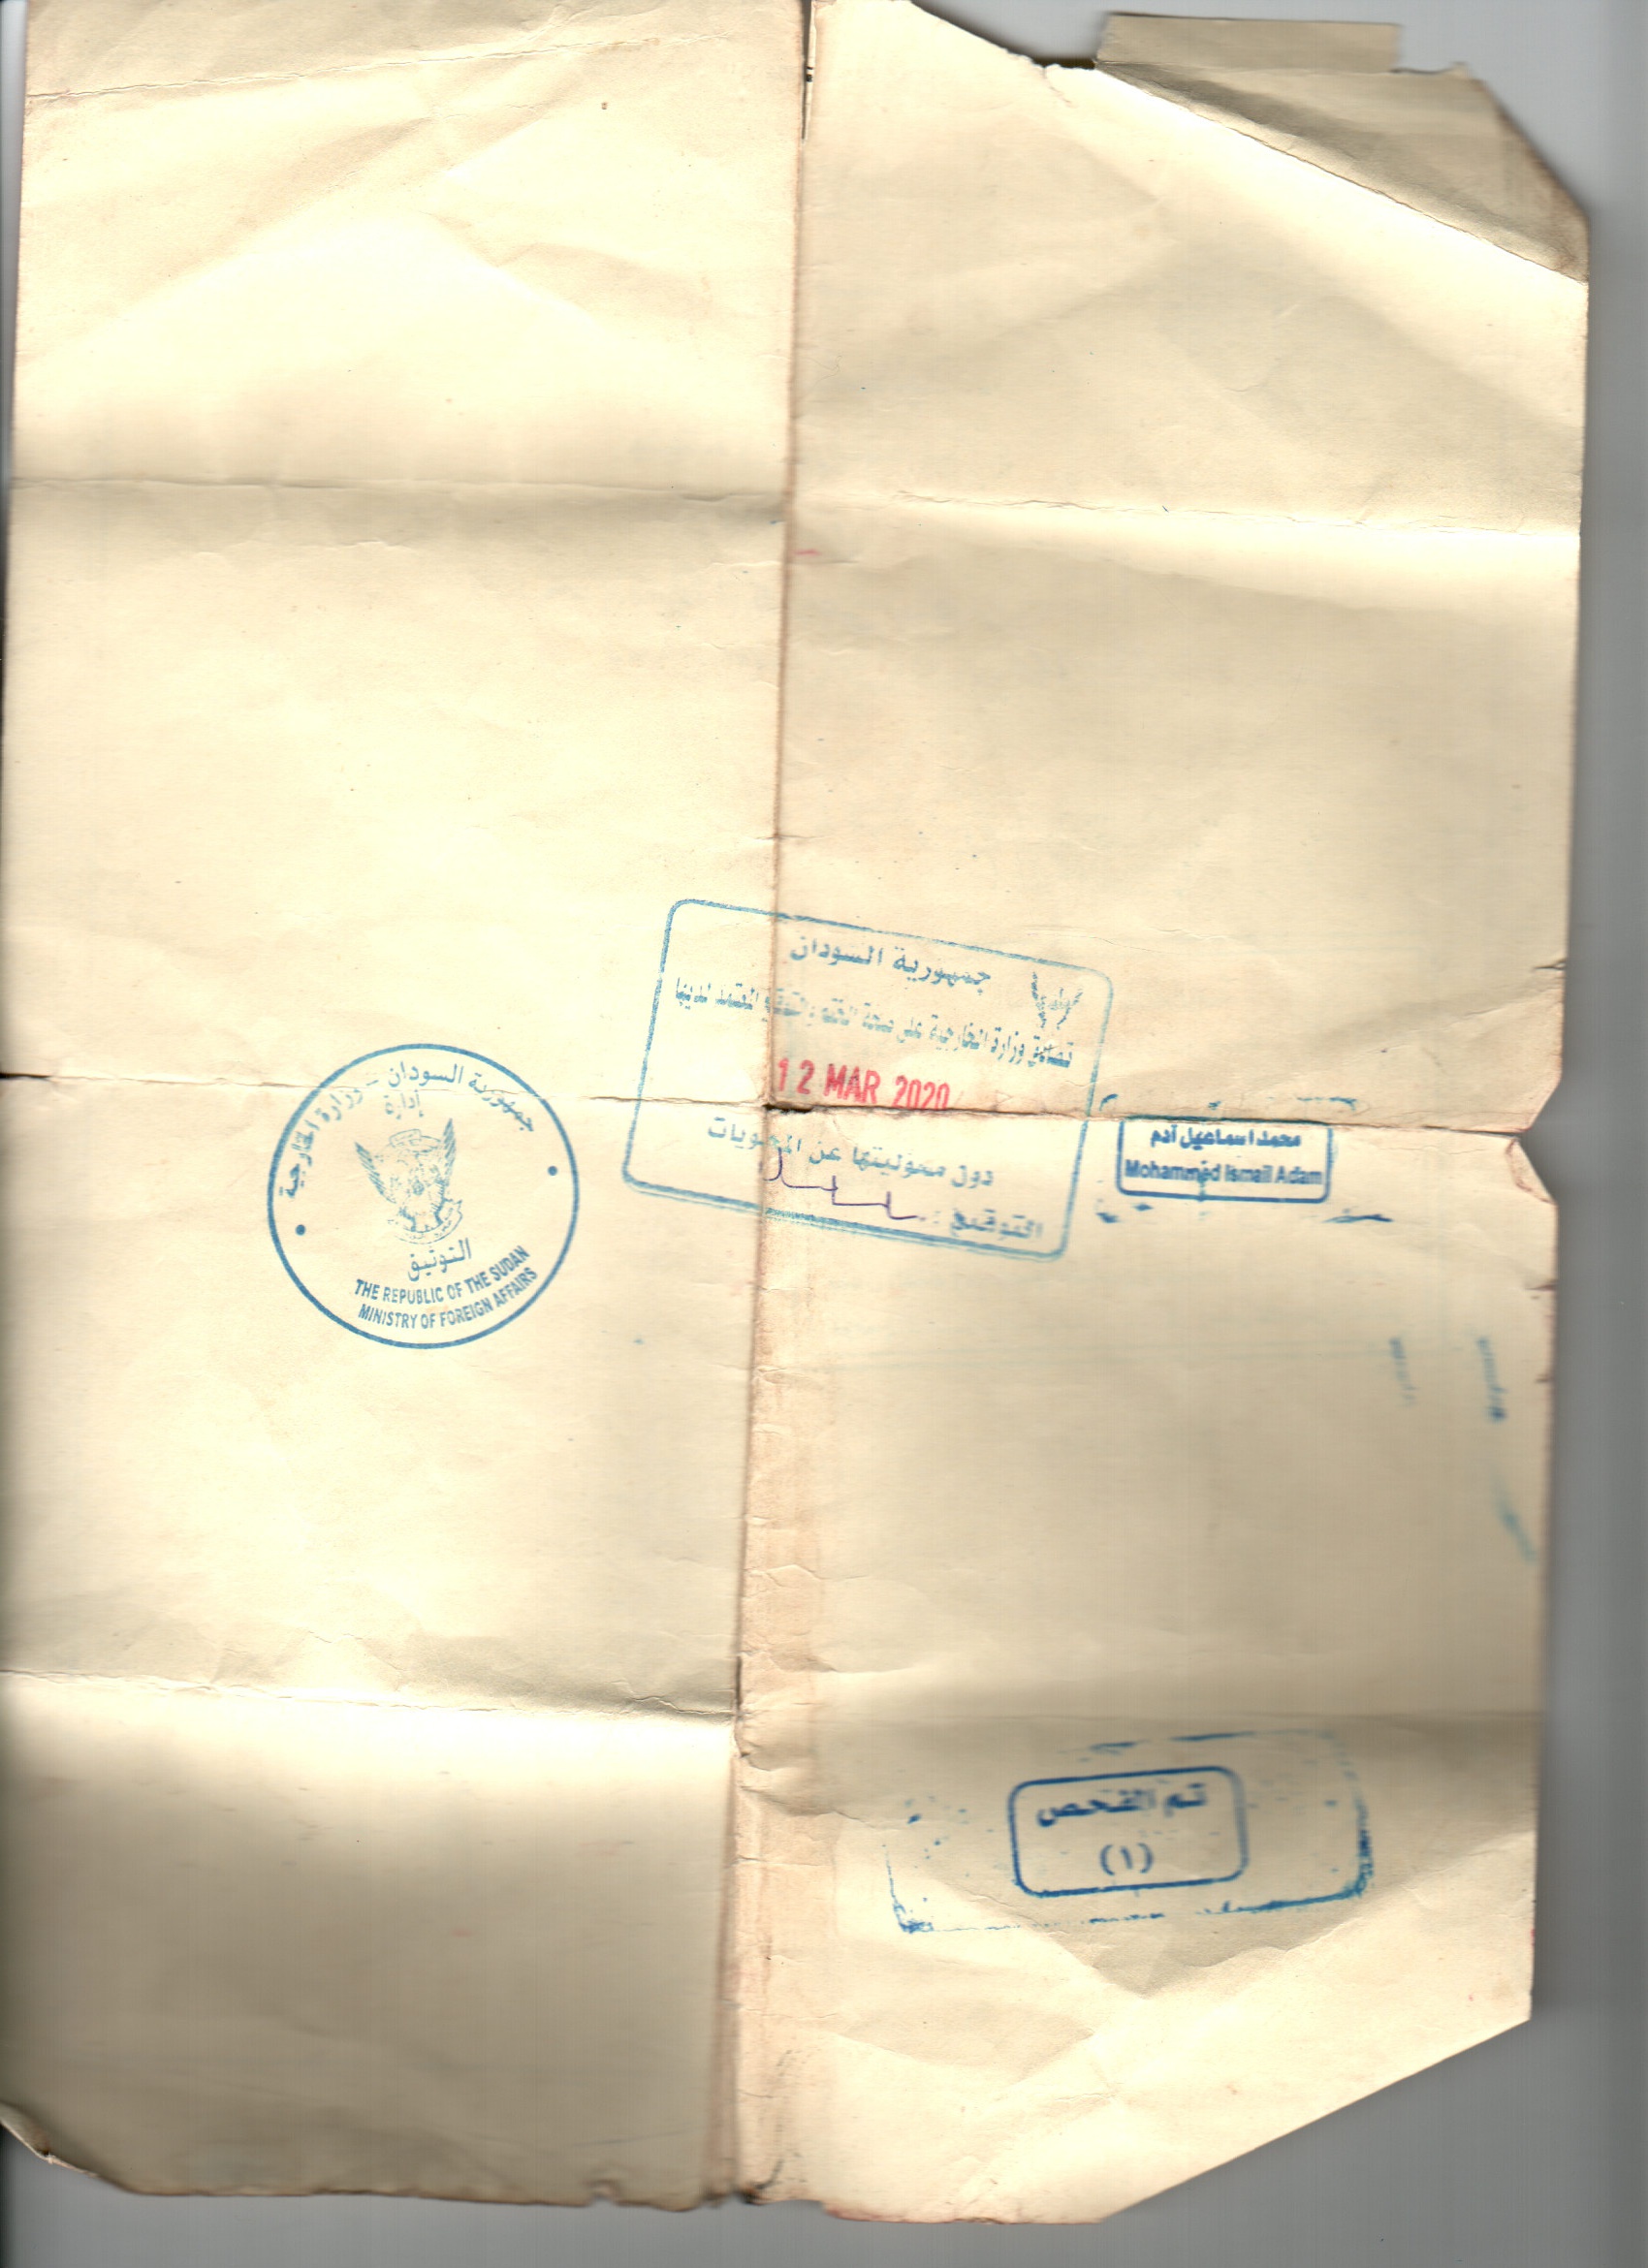 جمهورية السودان
تصادق وزارة الخارجية على صحة الختم والتوقيع المعتمد لديها
12 MAR 2020
دون مسؤليتها عن المحتويات
التوقيع :
محمد اسماعيل آدم
Mohammed Ismail Adam
جمهورية السودان - وزارة الخارجية
إدارة
التوثيق
THE REPUBLIC OF THE SUDAN
MINISTRY OF FOREIGN AFFAIRS
تم الفحص
(١)